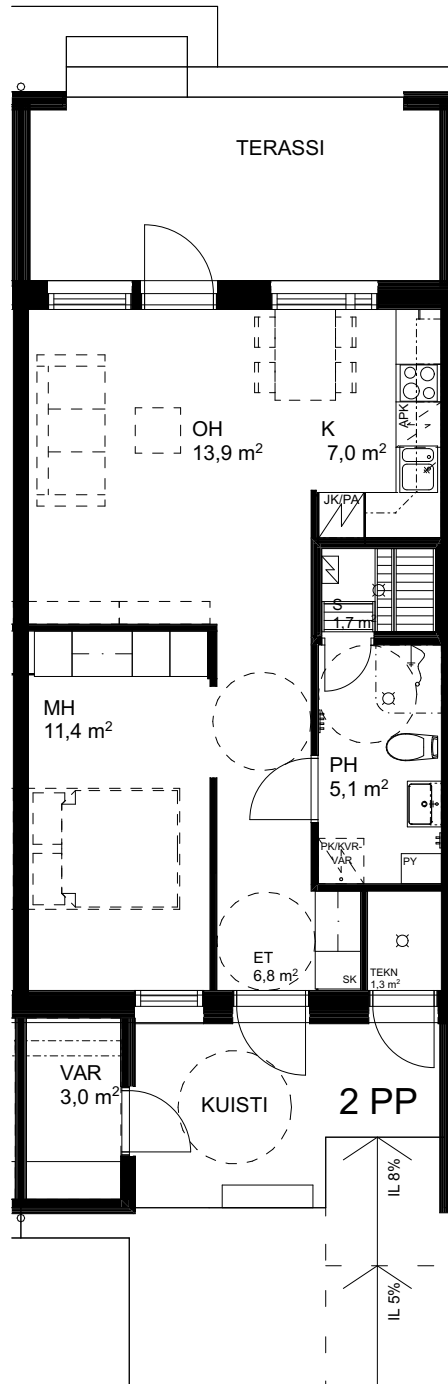 TERASSI
OH
13,9 m²
K
7,0 m²
APK
JK/PA
S
1,7 m²
MH
11,4 m²
PH
5,1 m²
PK/KVR-
VAR
PY
ET
6,8 m²
SK
TEKN
1,3 m²
VAR
3,0 m²
KUISTI
2 PP
IL 8%
IL 5%